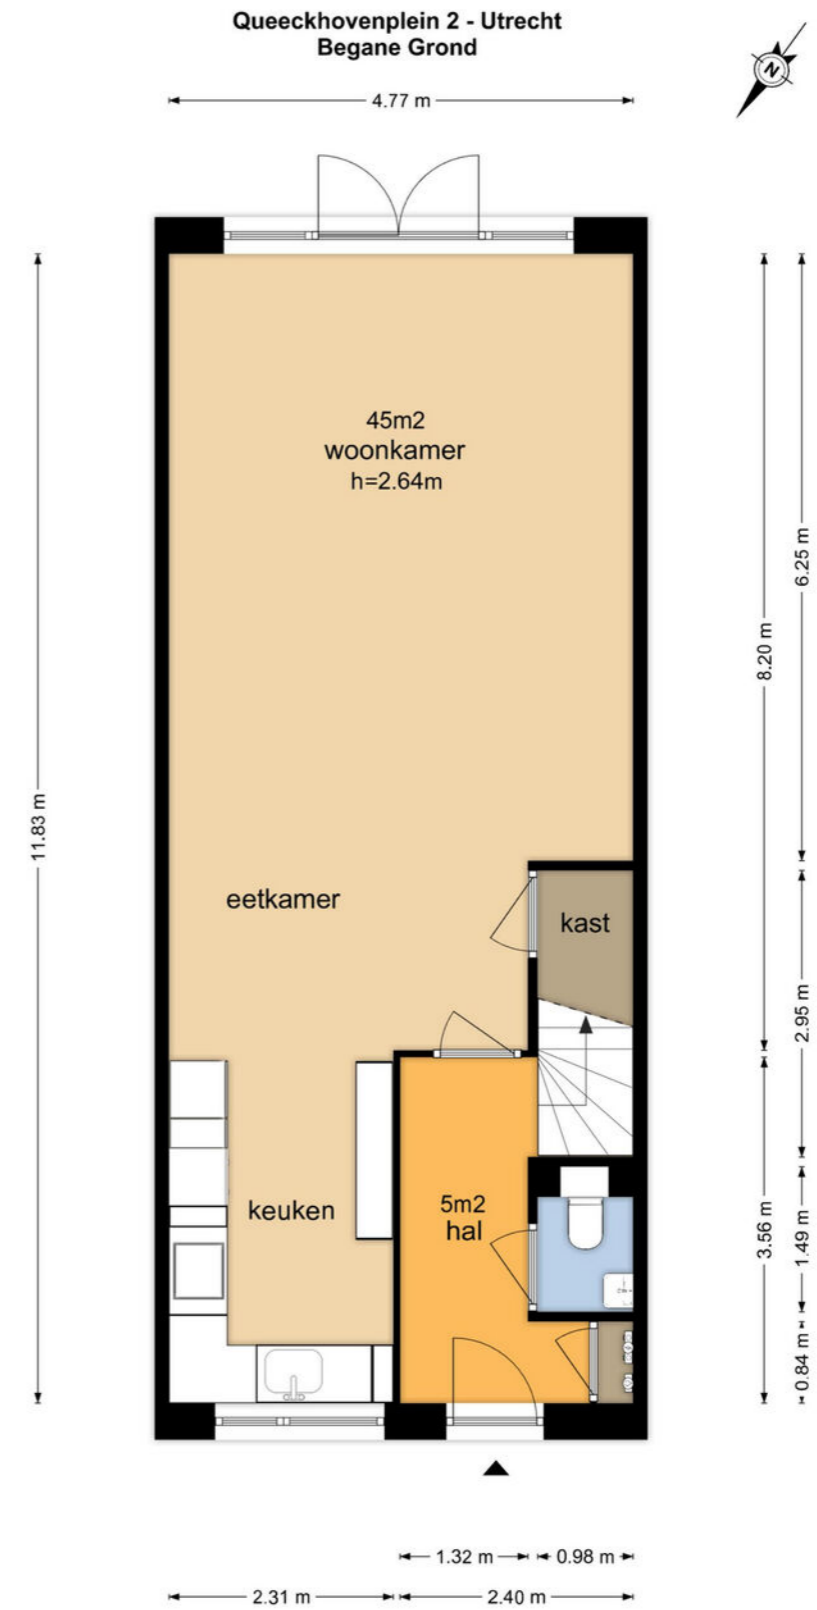 Queeckhovenplein 2 - Utrecht
Begane Grond
N
4.77 m
45m2
woonkamer
h=2.64m
6.25 m
8.20 m
11.83 m
eetkamer
kast
2.95 m
keuken
5m2
hal
3.56 m
1.49 m
0.84 m
1.32 m
0.98 m
2.31 m
2.40 m